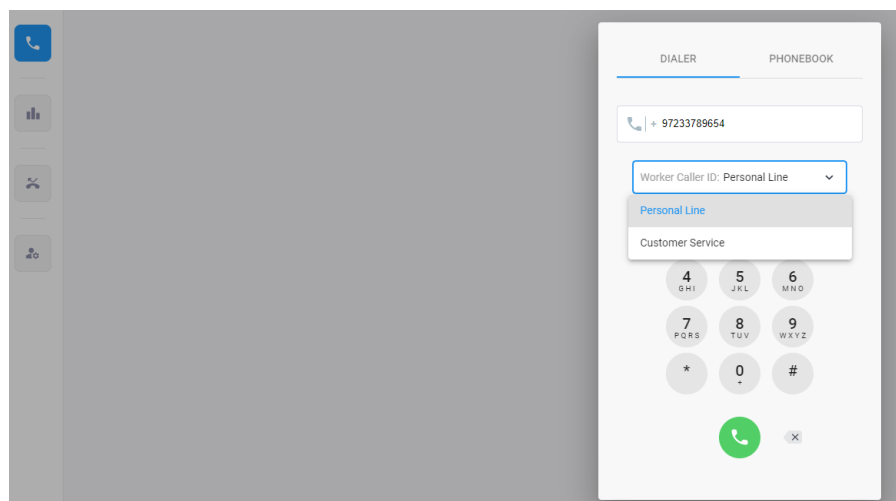 DIALER PHONEBOOK
+ 97233789654
Worker Caller ID: Personal Line
Personal Line
Customer Service
4 5 6
GHI JKL MNO
7 8 9
PQRS TUV WXYZ
* 0 #
+